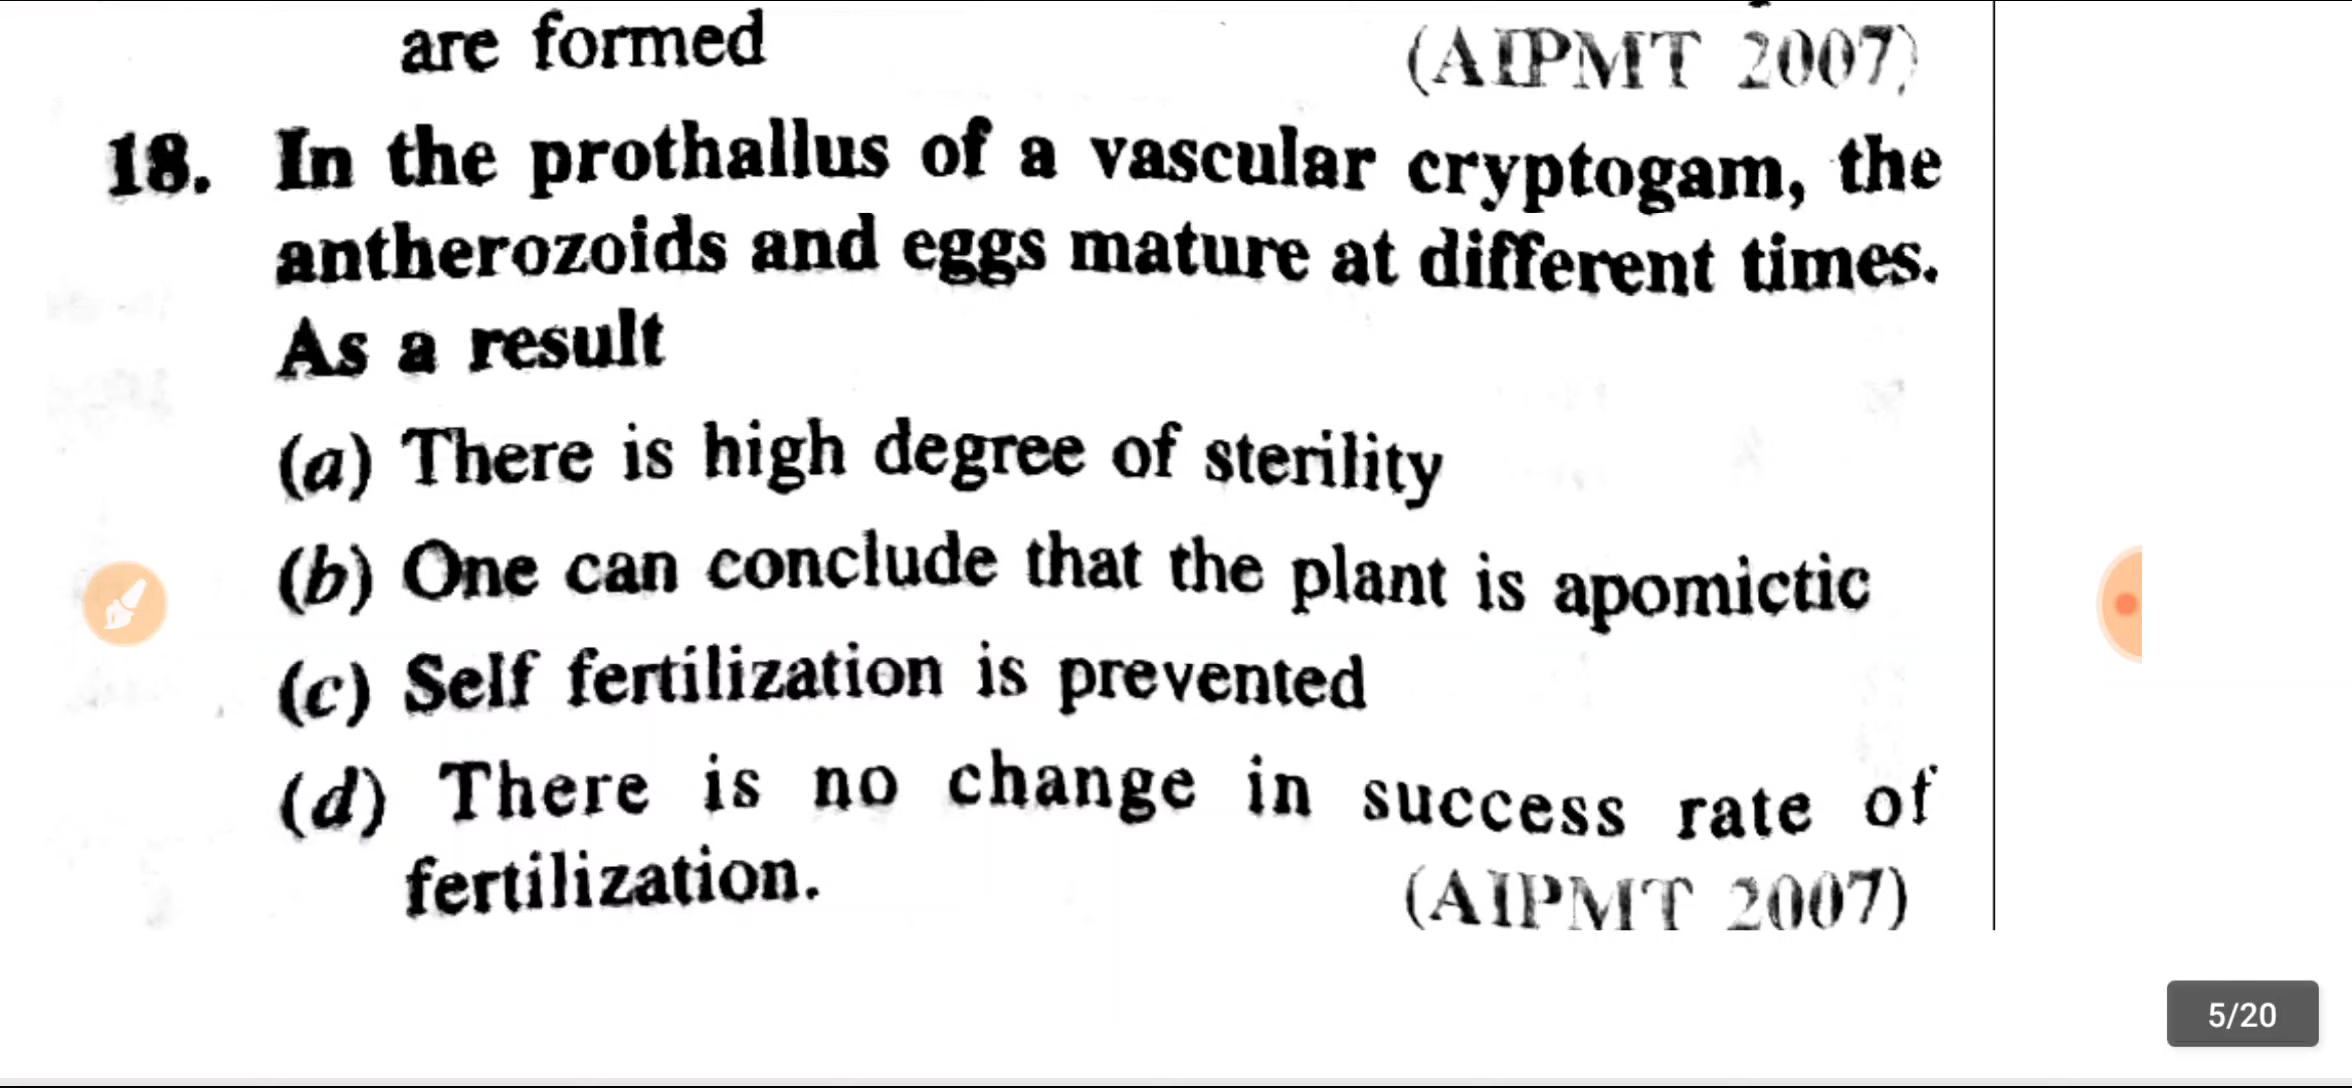 are formed (AIPMT 2007)
18. In the prothallus of a vascular cryptogam, the
antherozoids and eggs mature at different times.
As a result
(a) There is high degree of sterility
(b) One can conclude that the plant is apomictic
(c) Self fertilization is prevented
(d) There is no change in success rate of
fertilization. (AIPMT 2007)
5/20